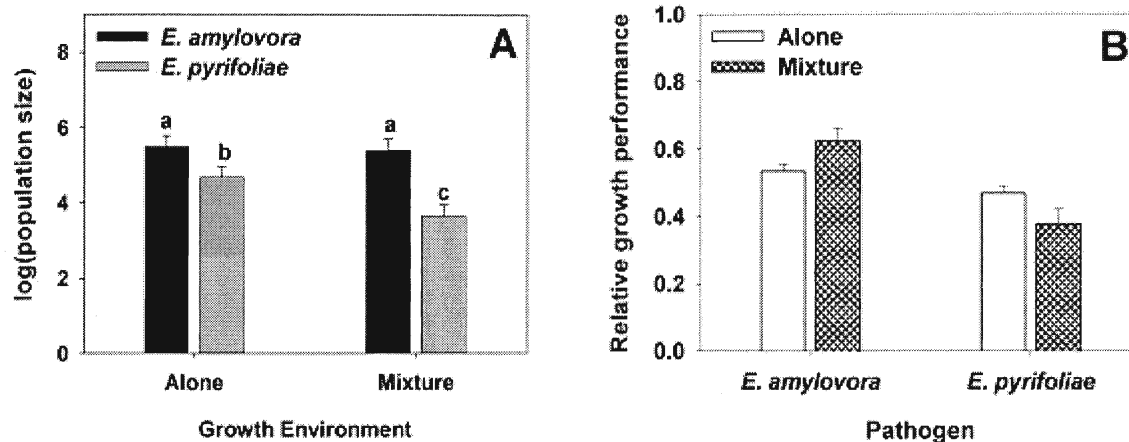 A
E. amylovora
E. pyrifoliae
log(population size)
8
6
4
2
0
a
b
a
c
Alone
Mixture
Growth Environment
B
Alone
Mixture
Relative growth performance
1.0
0.8
0.6
0.4
0.2
0.0
E. amylovora
E. pyrifoliae
Pathogen